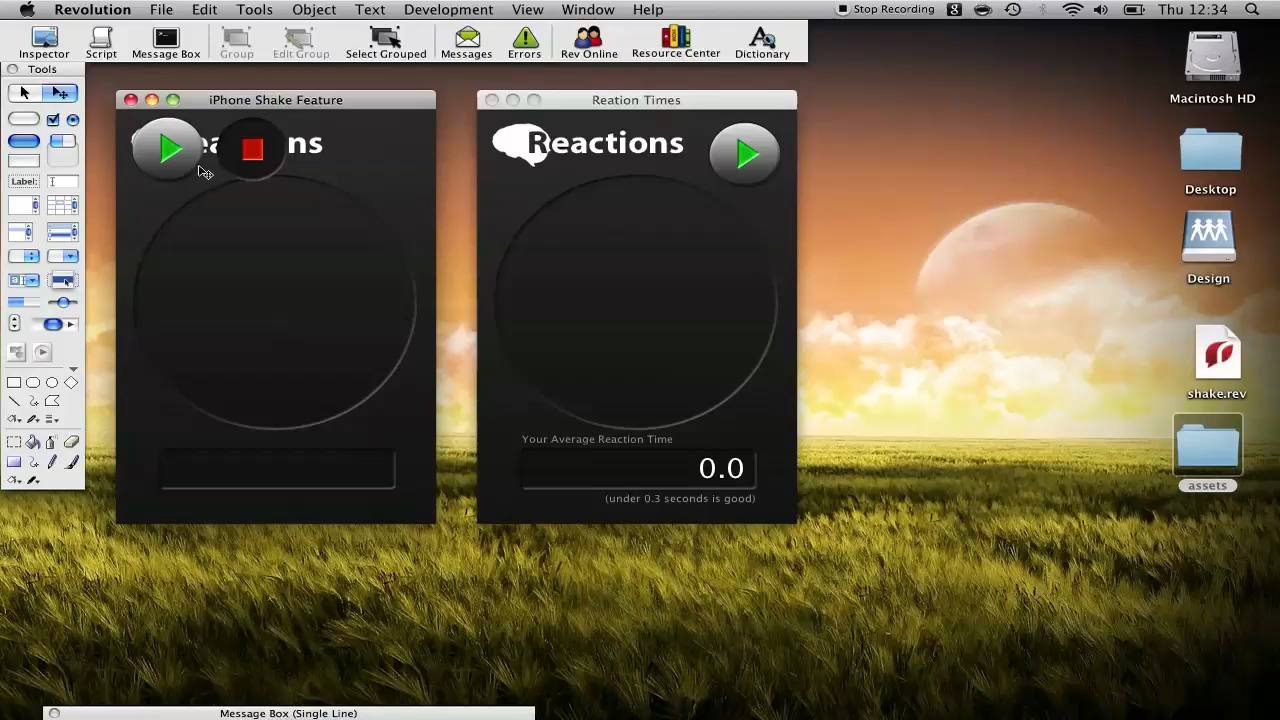 Revolution File Edit Tools Object Text Development View Window Help Stop Recording Thu 12:34
Inspector Script Message Box Group Edit Group Select Grouped Messages Errors Rev Online Resource Center Dictionary
Tools
iPhone Shake Feature
Reation Times
Macintosh HD
ea ns
Reactions
Label:
Desktop
Design
shake.rev
Your Average Reaction Time
0.0
(under 0.3 seconds is good)
assets
Message Box (Single Line)